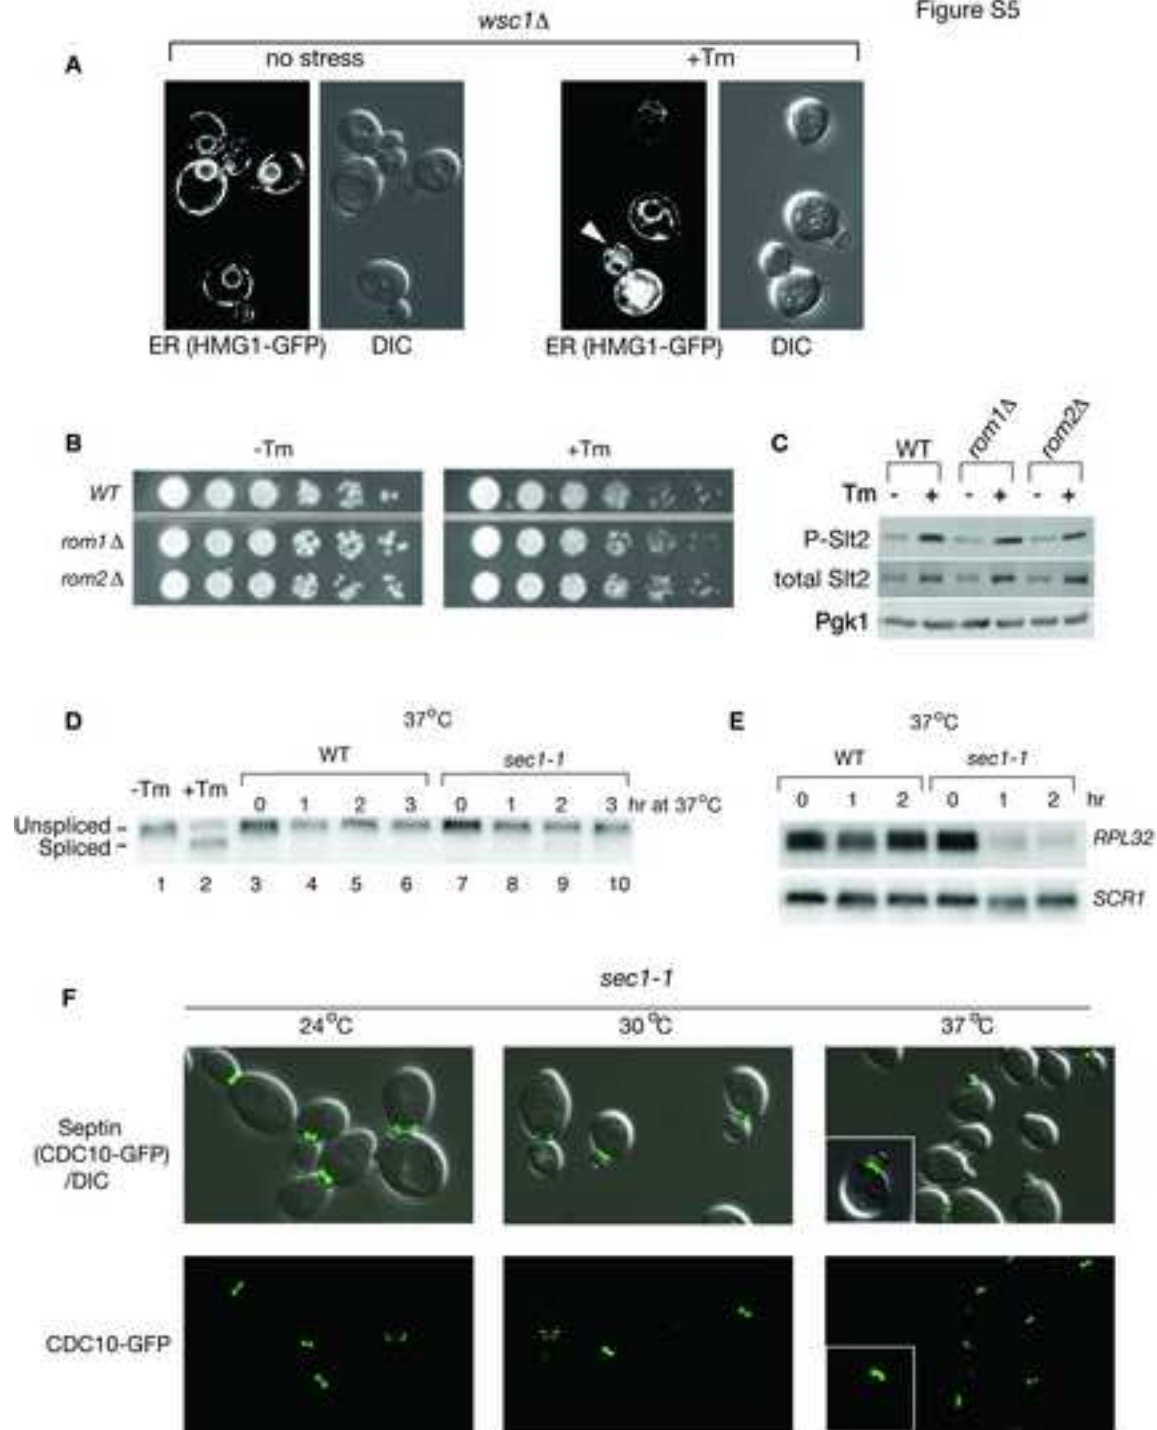 Figure S5
wsc1Δ
A
no stress
+Tm
ER (HMG1-GFP)
DIC
ER (HMG1-GFP)
DIC
B
-Tm
+Tm
WT
rom1Δ
rom2Δ
C
WT
rom1Δ
rom2Δ
Tm - + - + - +
P-Slt2
total Slt2
Pgk1
D
37°C
WT
sec1-1
-Tm +Tm
0 1 2 3 0 1 2 3 hr at 37°C
Unspliced
Spliced
1 2 3 4 5 6 7 8 9 10
E
37°C
WT
sec1-1
0 1 2 0 1 2 hr
RPL32
SCR1
F
sec1-1
24°C
30°C
37°C
Septin
(CDC10-GFP)
/DIC
CDC10-GFP